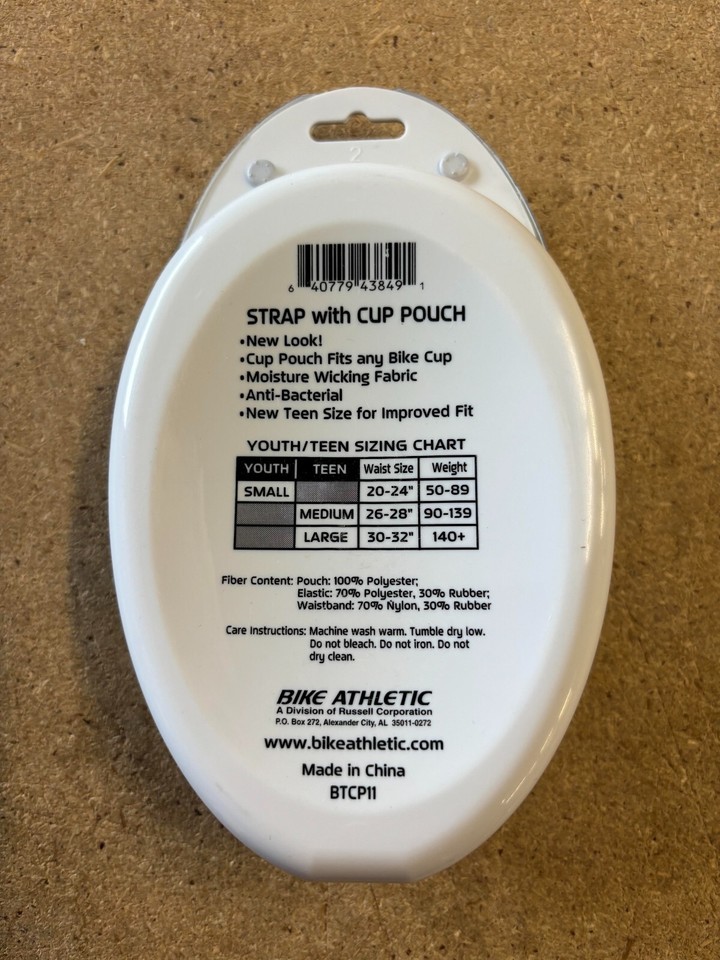 2
6 40779 43849 1
STRAP with CUP POUCH
•New Look!
•Cup Pouch Fits any Bike Cup
•Moisture Wicking Fabric
•Anti-Bacterial
•New Teen Size for Improved Fit
YOUTH/TEEN SIZING CHART
YOUTH TEEN Waist Size Weight
SMALL 20-24" 50-89
MEDIUM 26-28" 90-139
LARGE 30-32" 140+
Fiber Content: Pouch: 100% Polyester;
Elastic: 70% Polyester, 30% Rubber;
Waistband: 70% Nylon, 30% Rubber
Care Instructions: Machine wash warm. Tumble dry low.
Do not bleach. Do not iron. Do not
dry clean.
BIKE ATHLETIC
A Division of Russell Corporation
P.O. Box 272, Alexander City, AL 35011-0272
www.bikeathletic.com
Made in China
BTCP11